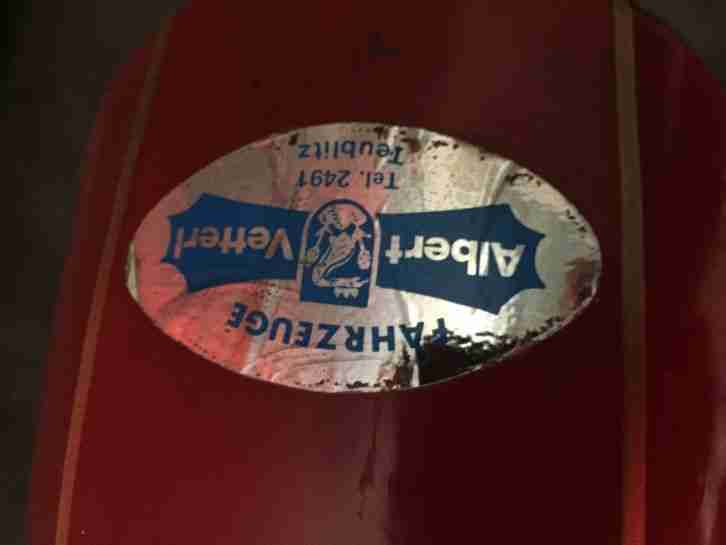 FAHRZEUGE
Albert Vetterl
Tel. 2491
Teublitz